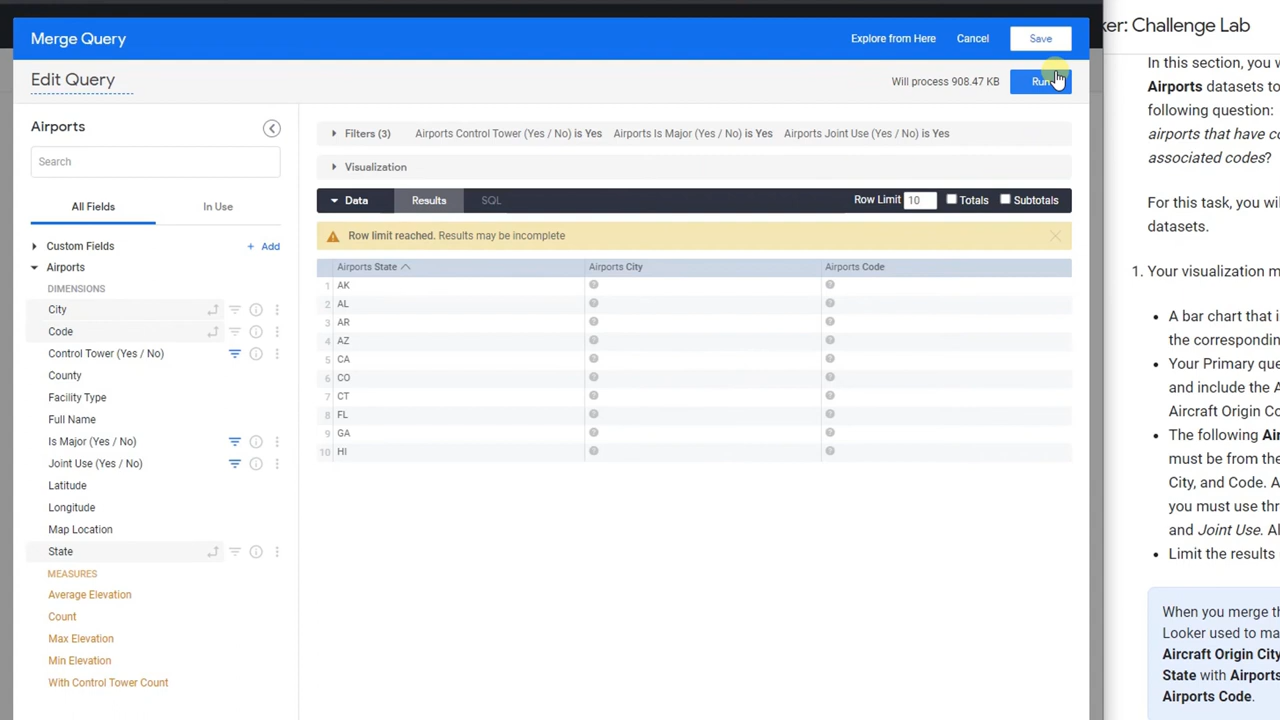 Merge Query
Explore from Here
Cancel
Save
ker: Challenge Lab
Edit Query
Will process 908.47 KB
Run
Airports
Search
All Fields
In Use
Custom Fields
+ Add
Airports
DIMENSIONS
City
Code
Control Tower (Yes / No)
County
Facility Type
Full Name
Is Major (Yes / No)
Joint Use (Yes / No)
Latitude
Longitude
Map Location
State
MEASURES
Average Elevation
Count
Max Elevation
Min Elevation
With Control Tower Count
Filters (3) Airports Control Tower (Yes / No) is Yes Airports Is Major (Yes / No) is Yes Airports Joint Use (Yes / No) is Yes
Visualization
Data Results SQL Row Limit 10 Totals Subtotals
Row limit reached. Results may be incomplete
Airports State Airports City Airports Code
1 AK
2 AL
3 AR
4 AZ
5 CA
6 CO
7 CT
8 FL
9 GA
10 HI
In this section, you w
Airports datasets to
following question:
airports that have co
associated codes?
For this task, you wil
datasets.
1. Your visualization m
• A bar chart that i
the correspondin
• Your Primary que
and include the A
Aircraft Origin Co
• The following Air
must be from the
City, and Code. A
you must use thr
and Joint Use. Al
• Limit the results
When you merge th
Looker used to ma
Aircraft Origin City
State with Airports
Airports Code.